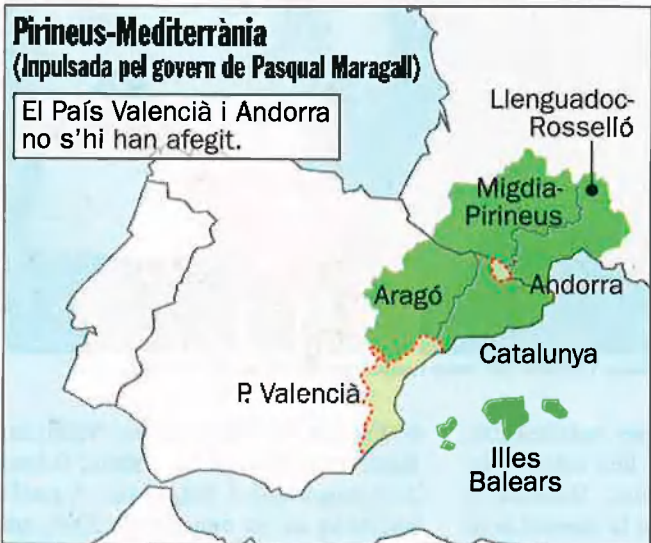 Pirineus-Mediterrània
(Inpulsada pel govern de Pasqual Maragall)
El País Valencià i Andorra
no s'hi han afegit.
Llenguadoc-
Rosselló
Migdia-
Pirineus
Aragó
Andorra
Catalunya
P. Valencià
Illes
Balears